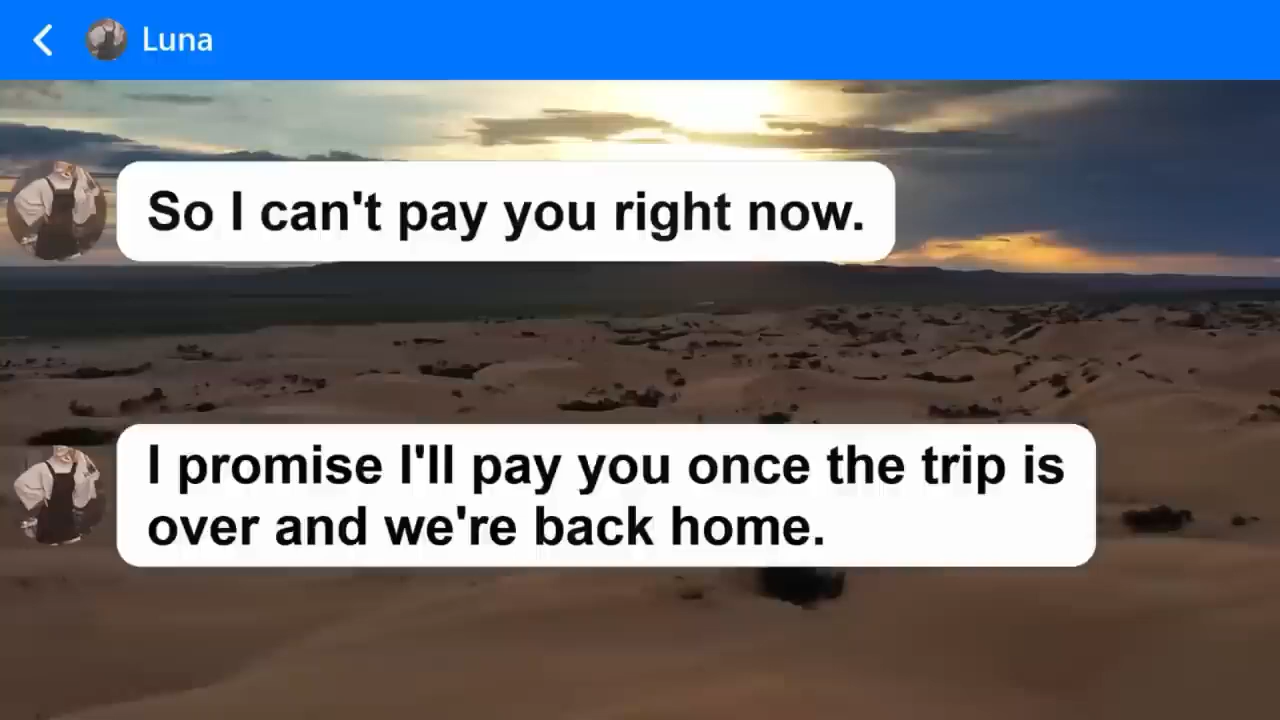 Luna
So I can't pay you right now.
I promise I'll pay you once the trip is
over and we're back home.